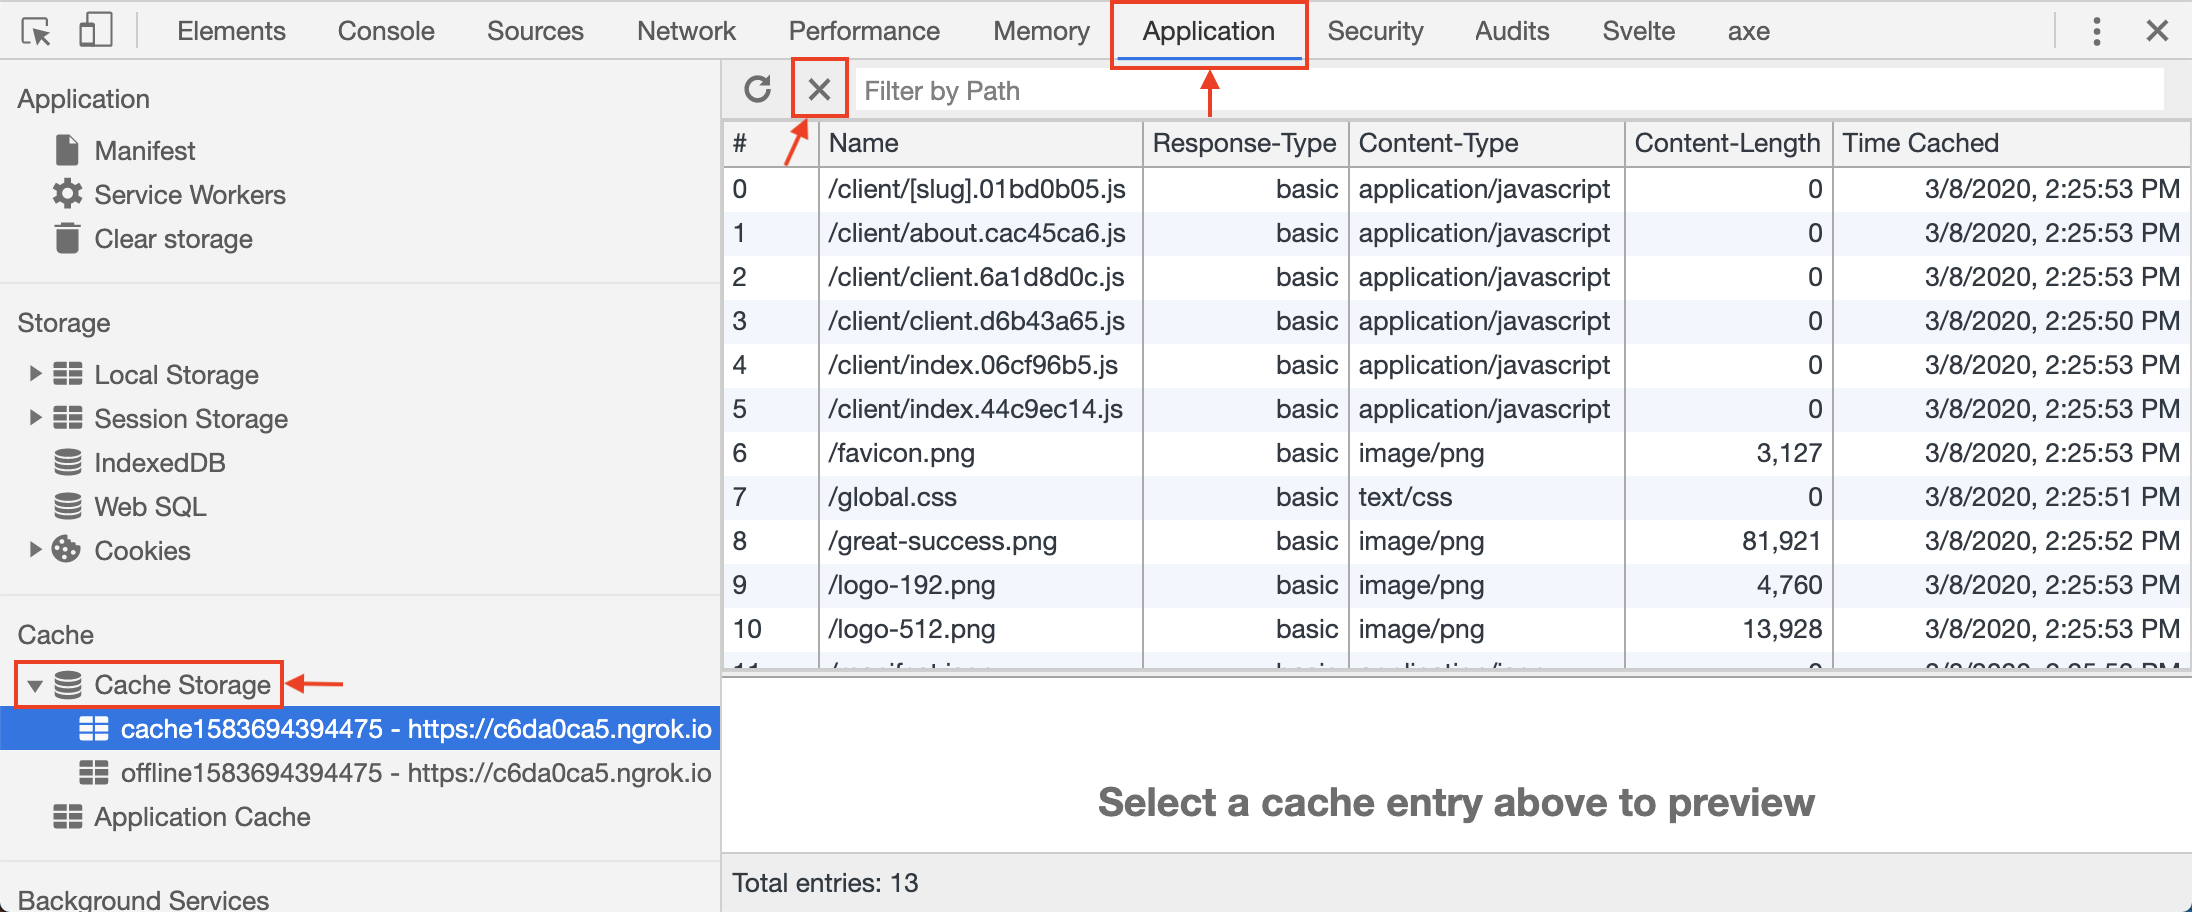 Elements Console Sources Network Performance Memory Application Security Audits Svelte axe
Application
Manifest
Service Workers
Clear storage
Storage
Local Storage
Session Storage
IndexedDB
Web SQL
Cookies
Cache
Cache Storage
cache1583694394475 - https://c6da0ca5.ngrok.io
offline1583694394475 - https://c6da0ca5.ngrok.io
Application Cache
Background Services
Filter by Path
# Name Response-Type Content-Type Content-Length Time Cached
0 /client/[slug].01bd0b05.js basic application/javascript 0 3/8/2020, 2:25:53 PM
1 /client/about.cac45ca6.js basic application/javascript 0 3/8/2020, 2:25:53 PM
2 /client/client.6a1d8d0c.js basic application/javascript 0 3/8/2020, 2:25:53 PM
3 /client/client.d6b43a65.js basic application/javascript 0 3/8/2020, 2:25:50 PM
4 /client/index.06cf96b5.js basic application/javascript 0 3/8/2020, 2:25:53 PM
5 /client/index.44c9ec14.js basic application/javascript 0 3/8/2020, 2:25:53 PM
6 /favicon.png basic image/png 3,127 3/8/2020, 2:25:53 PM
7 /global.css basic text/css 0 3/8/2020, 2:25:51 PM
8 /great-success.png basic image/png 81,921 3/8/2020, 2:25:52 PM
9 /logo-192.png basic image/png 4,760 3/8/2020, 2:25:53 PM
10 /logo-512.png basic image/png 13,928 3/8/2020, 2:25:53 PM
Select a cache entry above to preview
Total entries: 13